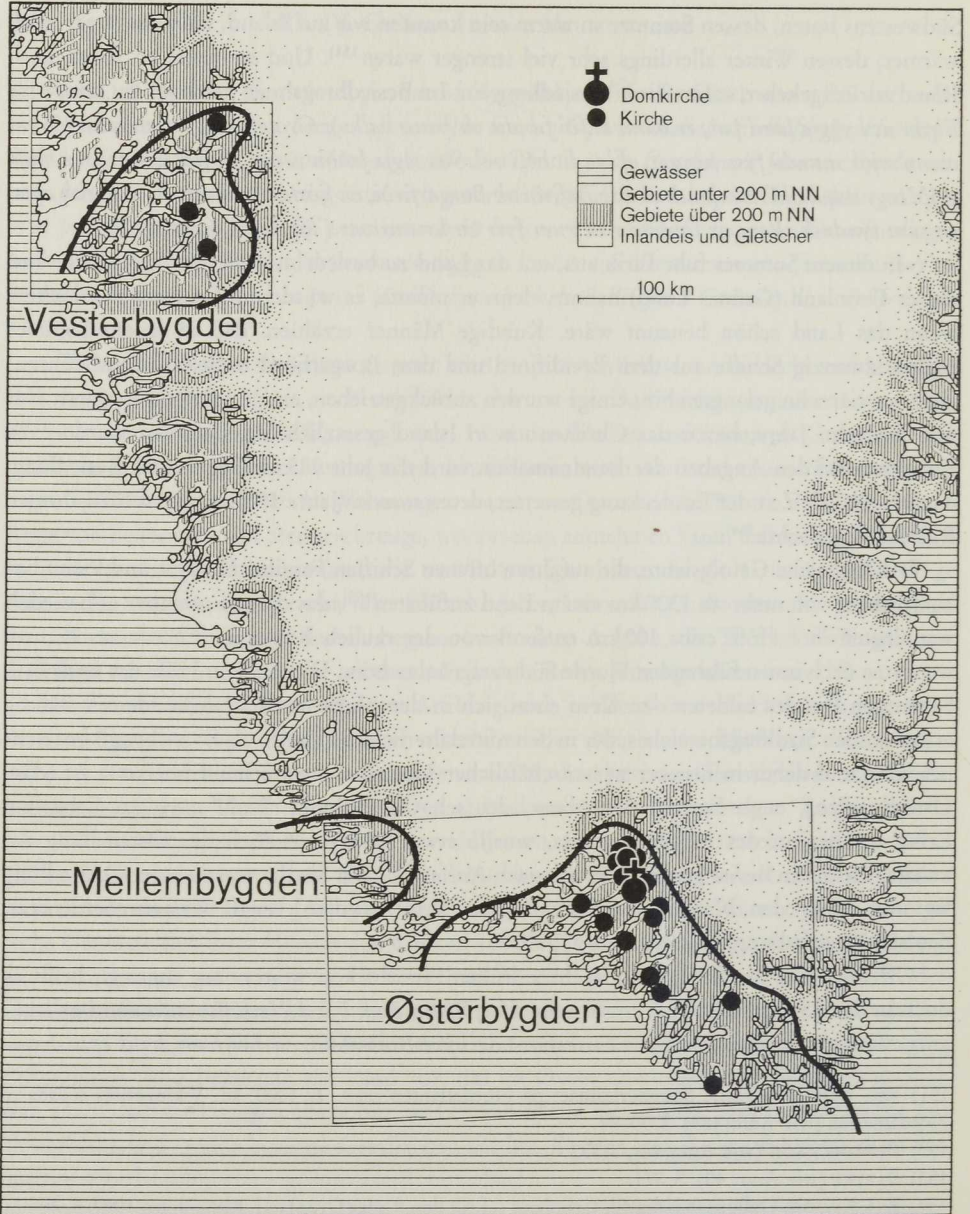 Domkirche
Kirche
Gewässer
Gebiete unter 200 m NN
Gebiete über 200 m NN
Inlandeis und Gletscher
100 km
Vesterbygden
Mellembygden
Østerbygden